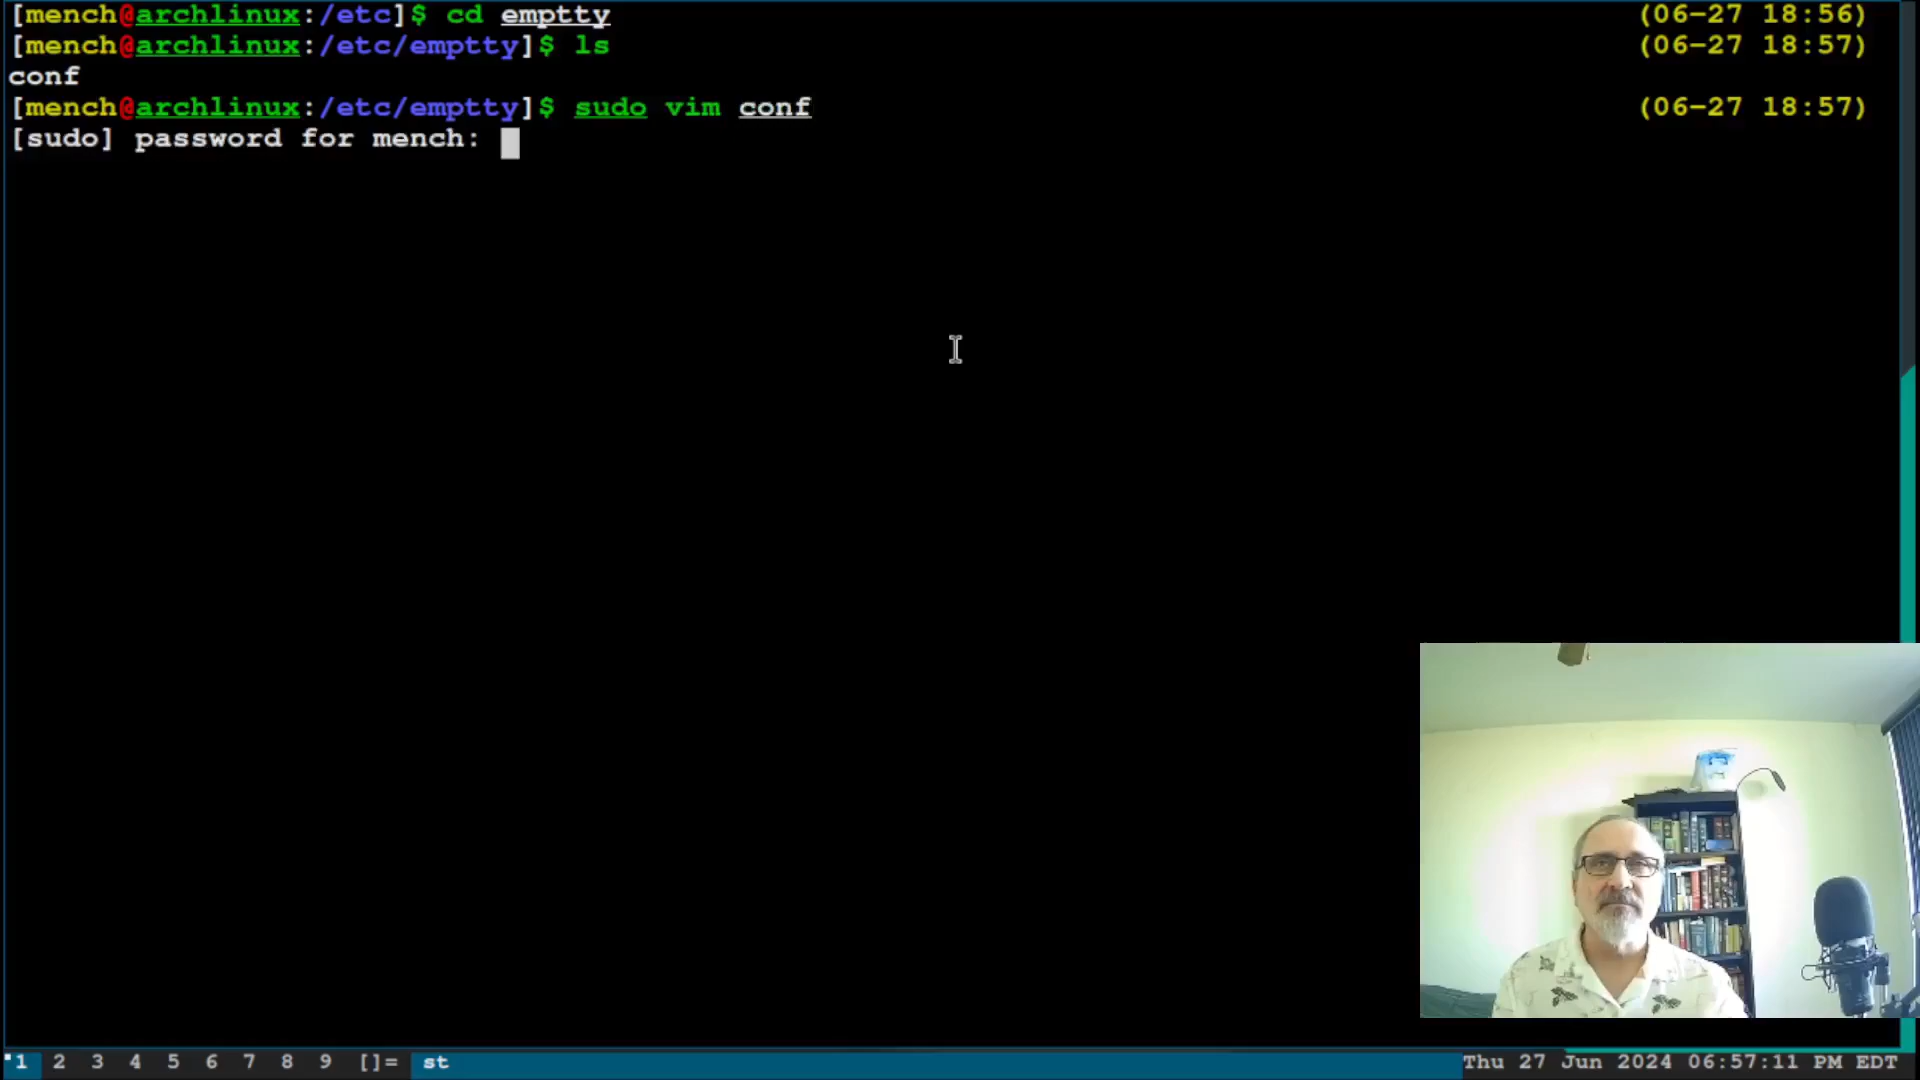 [mench@archlinux:/etc]$ cd emptty (06-27 18:56)
[mench@archlinux:/etc/emptty]$ ls (06-27 18:57)
conf
[mench@archlinux:/etc/emptty]$ sudo vim conf (06-27 18:57)
[sudo] password for mench:
1 2 3 4 5 6 7 8 9 []= st Thu 27 Jun 2024 06:57:11 PM EDT